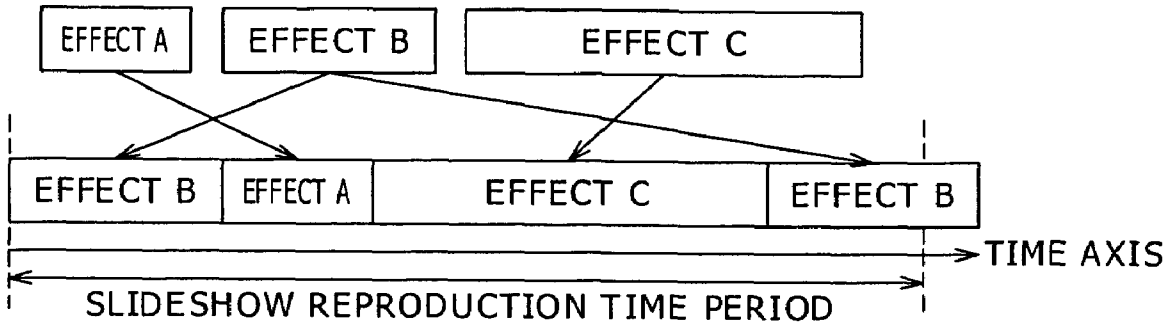 EFFECT A EFFECT B EFFECT C
EFFECT B EFFECT A EFFECT C EFFECT B
TIME AXIS
SLIDESHOW REPRODUCTION TIME PERIOD